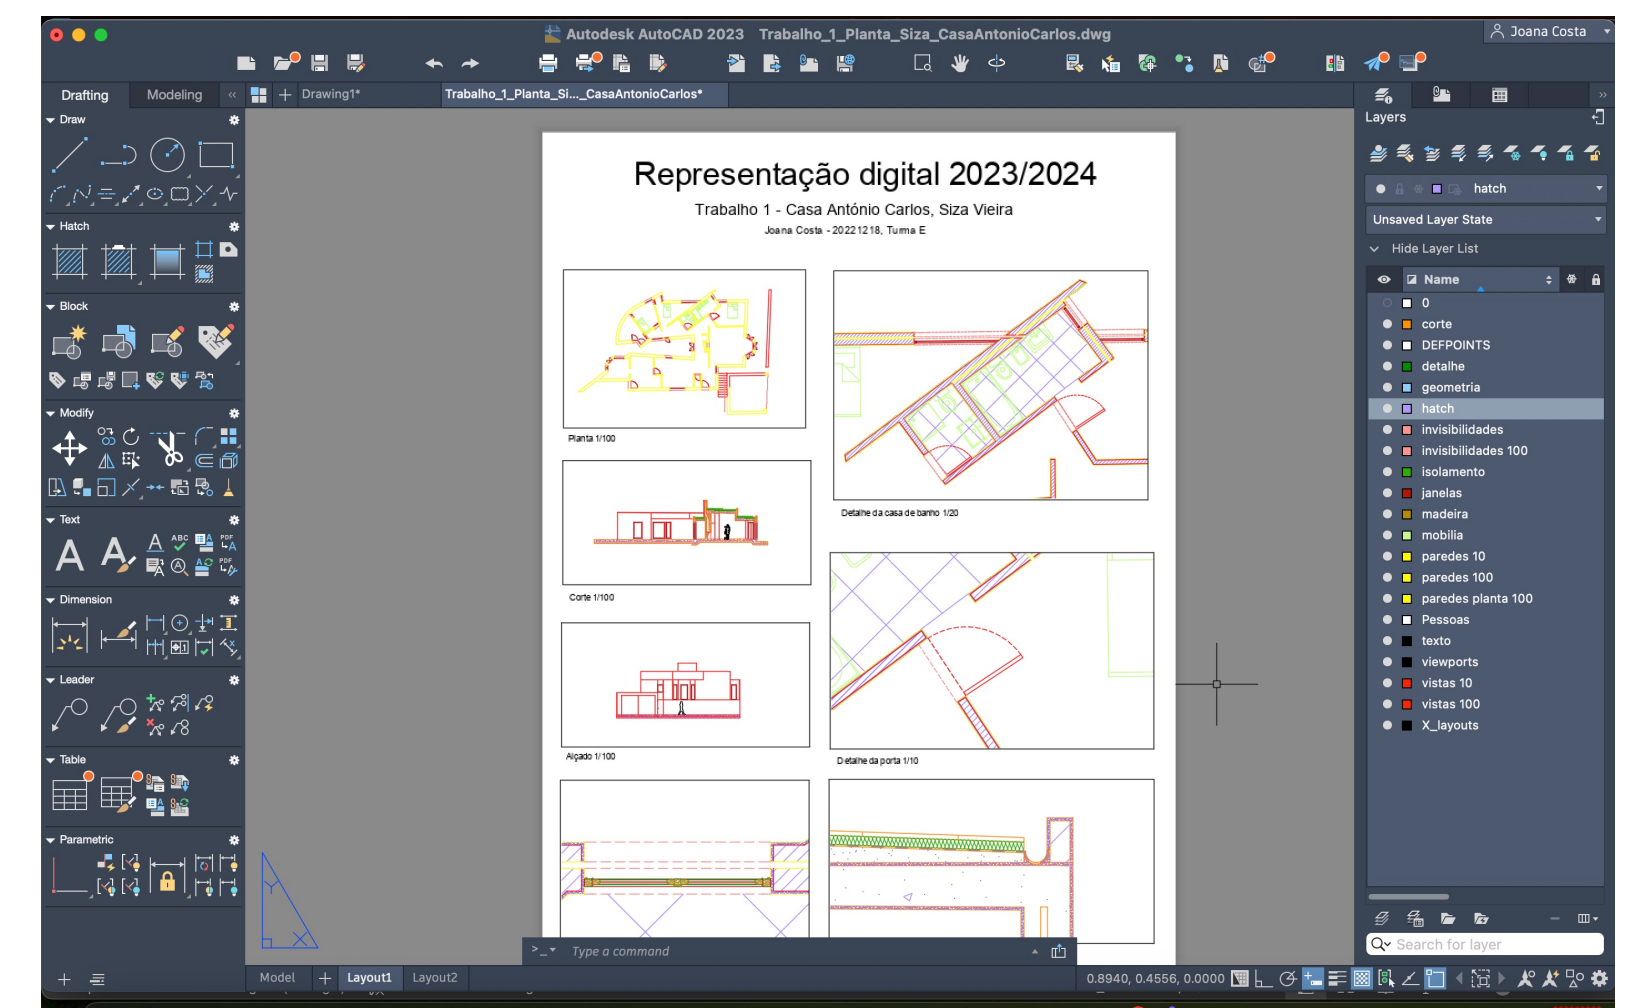 Autodesk AutoCAD 2023 Trabalho_1_Planta_Siza_CasaAntonioCarlos.dwg
Joana Costa
Drafting
Modeling
Drawing1*
Trabalho_1_Planta_Si..._CasaAntonioCarlos*
Draw
Hatch
Block
Modify
Text
Dimension
Leader
Table
Parametric
Representação digital 2023/2024
Trabalho 1 - Casa António Carlos, Siza Vieira
Joana Costa - 20221218, Turma E
Planta 1/100
Detalhe da casa de banho 1/20
Corte 1/100
Alçado 1/100
Detalhe da porta 1/10
Y
X
Type a command
Model
Layout1
Layout2
0.8940, 0.4556, 0.0000
Layers
hatch
Unsaved Layer State
Hide Layer List
Name
0
corte
DEFPOINTS
detalhe
geometria
hatch
invisibilidades
invisibilidades 100
isolamento
janelas
madeira
mobilia
paredes 10
paredes 100
paredes planta 100
Pessoas
texto
viewports
vistas 10
vistas 100
X_layouts
Search for layer